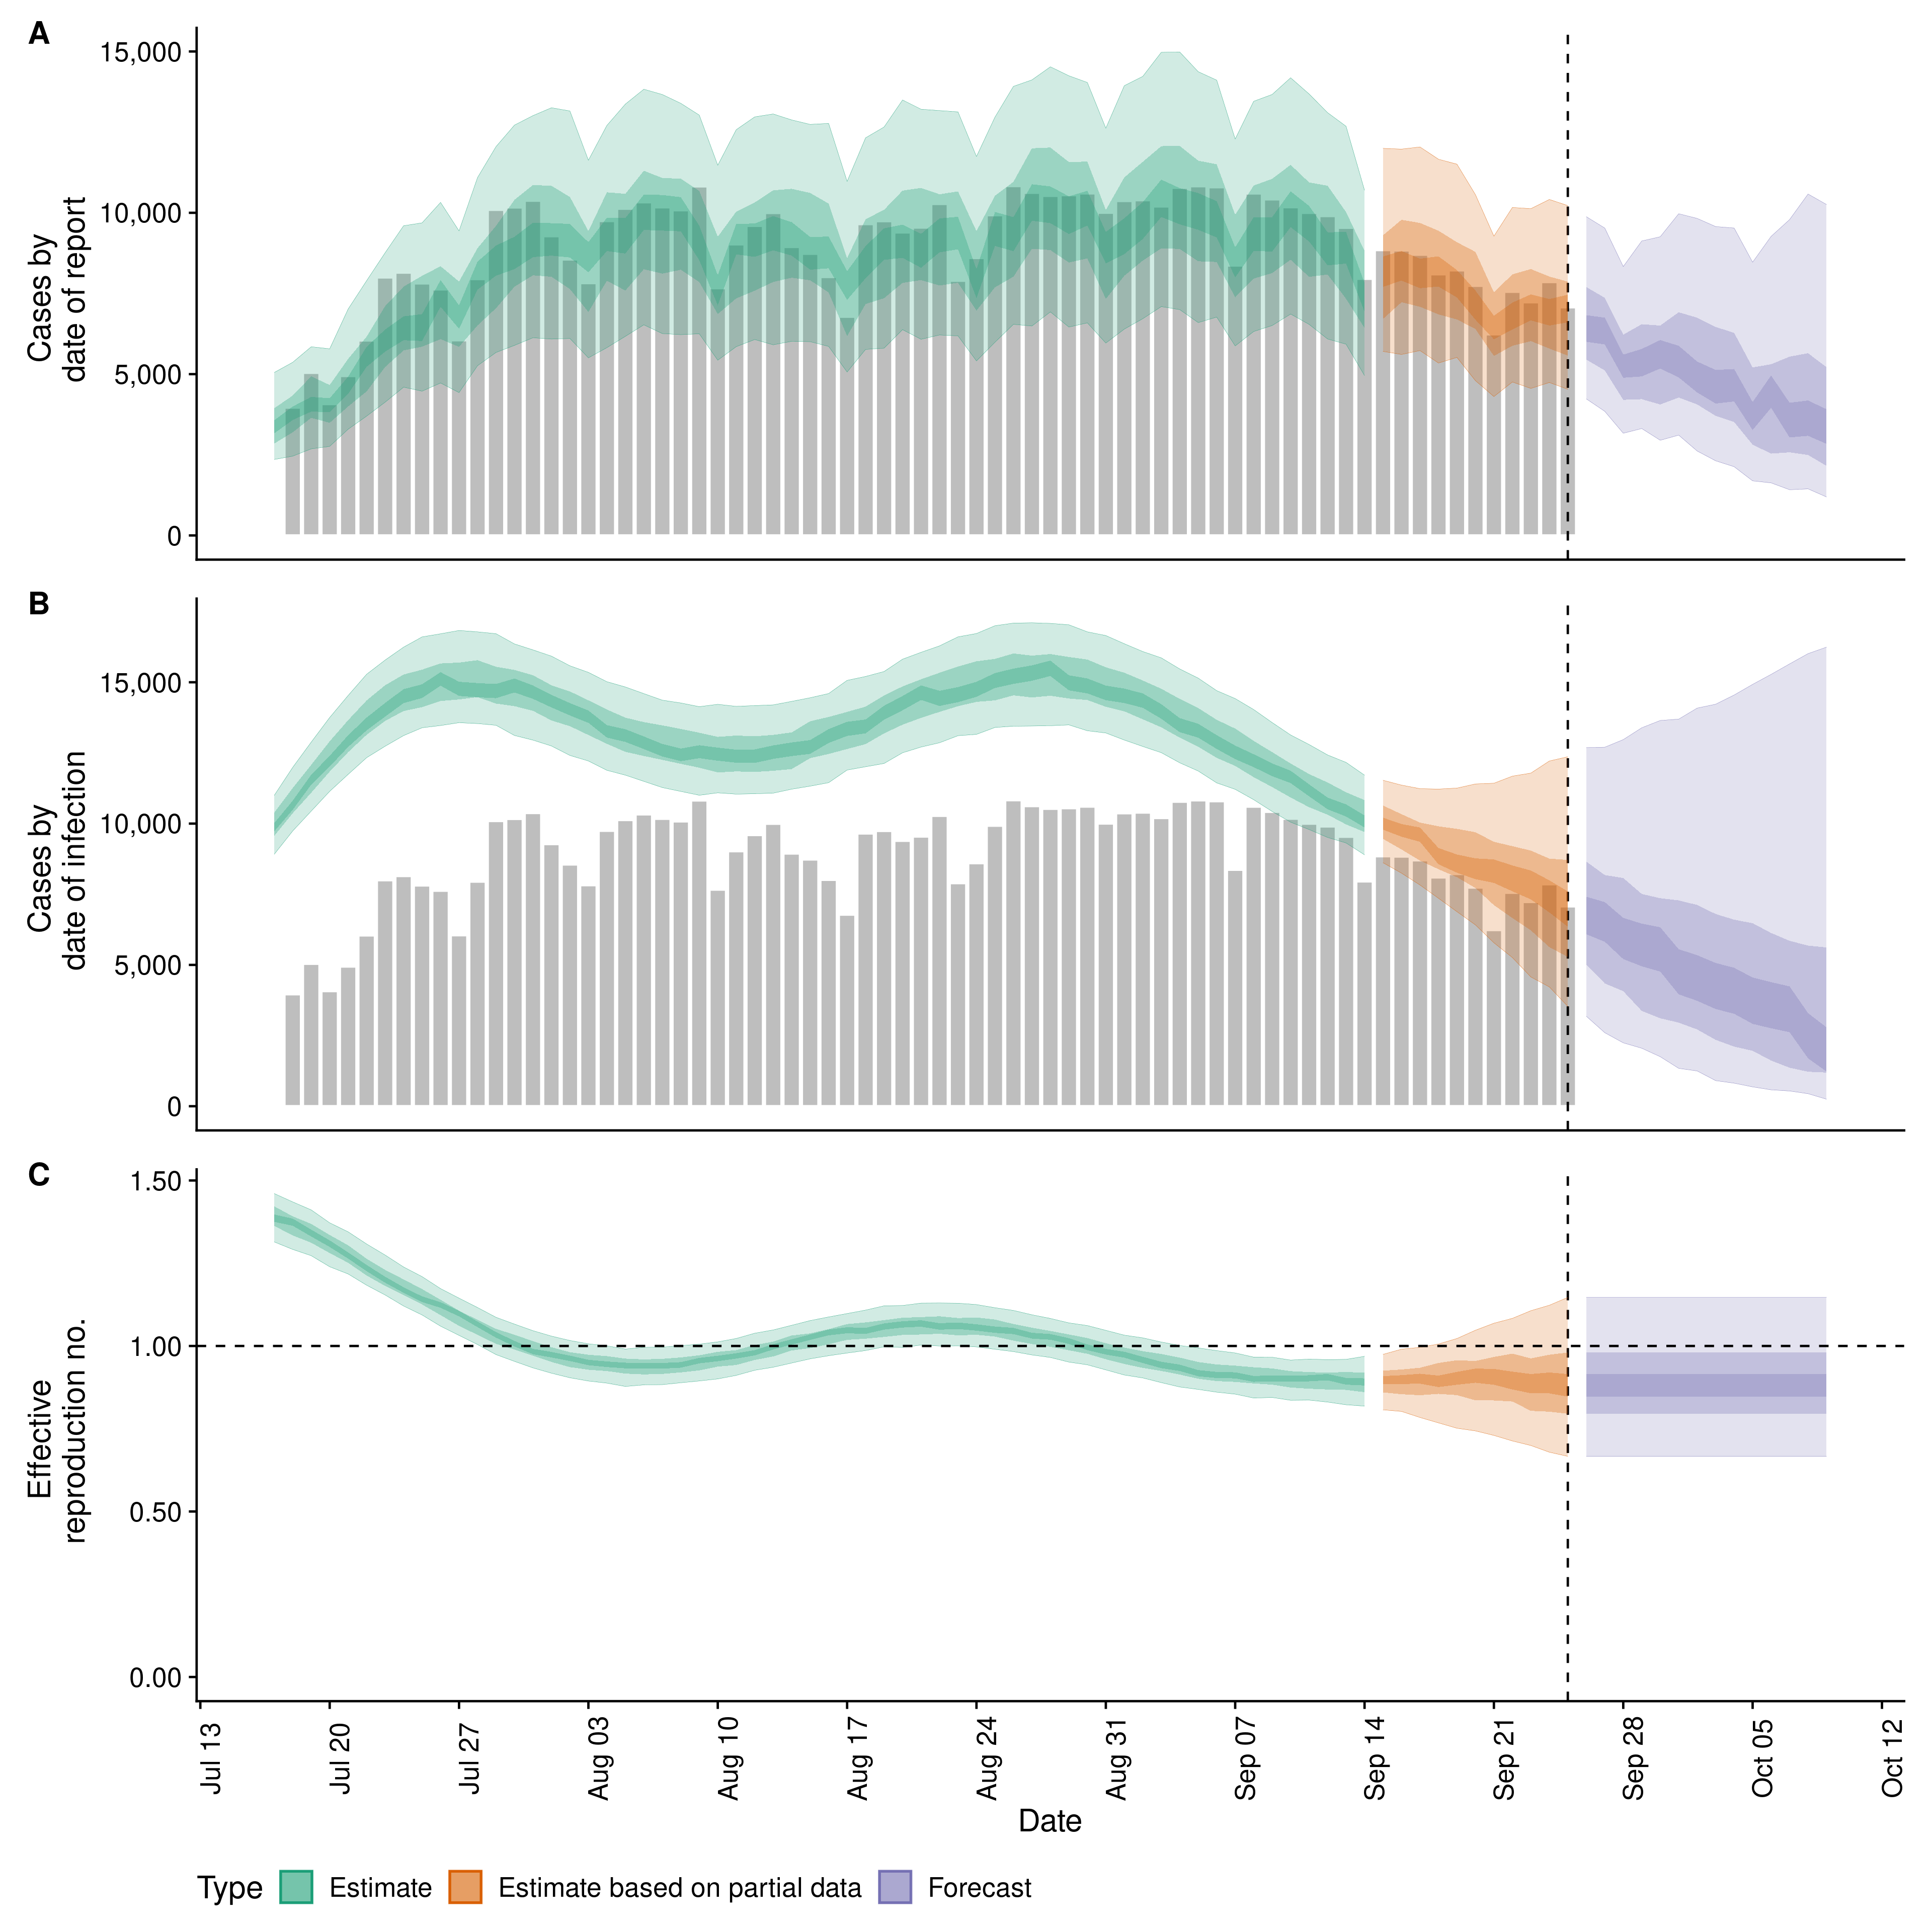 A
Cases by
date of report
15,000
10,000
5,000
0
B
Cases by
date of infection
15,000
10,000
5,000
0
C
Effective
reproduction no.
1.50
1.00
0.50
0.00
Jul 13
Jul 20
Jul 27
Aug 03
Aug 10
Aug 17
Aug 24
Aug 31
Sep 07
Sep 14
Sep 21
Sep 28
Oct 05
Oct 12
Date
Type Estimate Estimate based on partial data Forecast